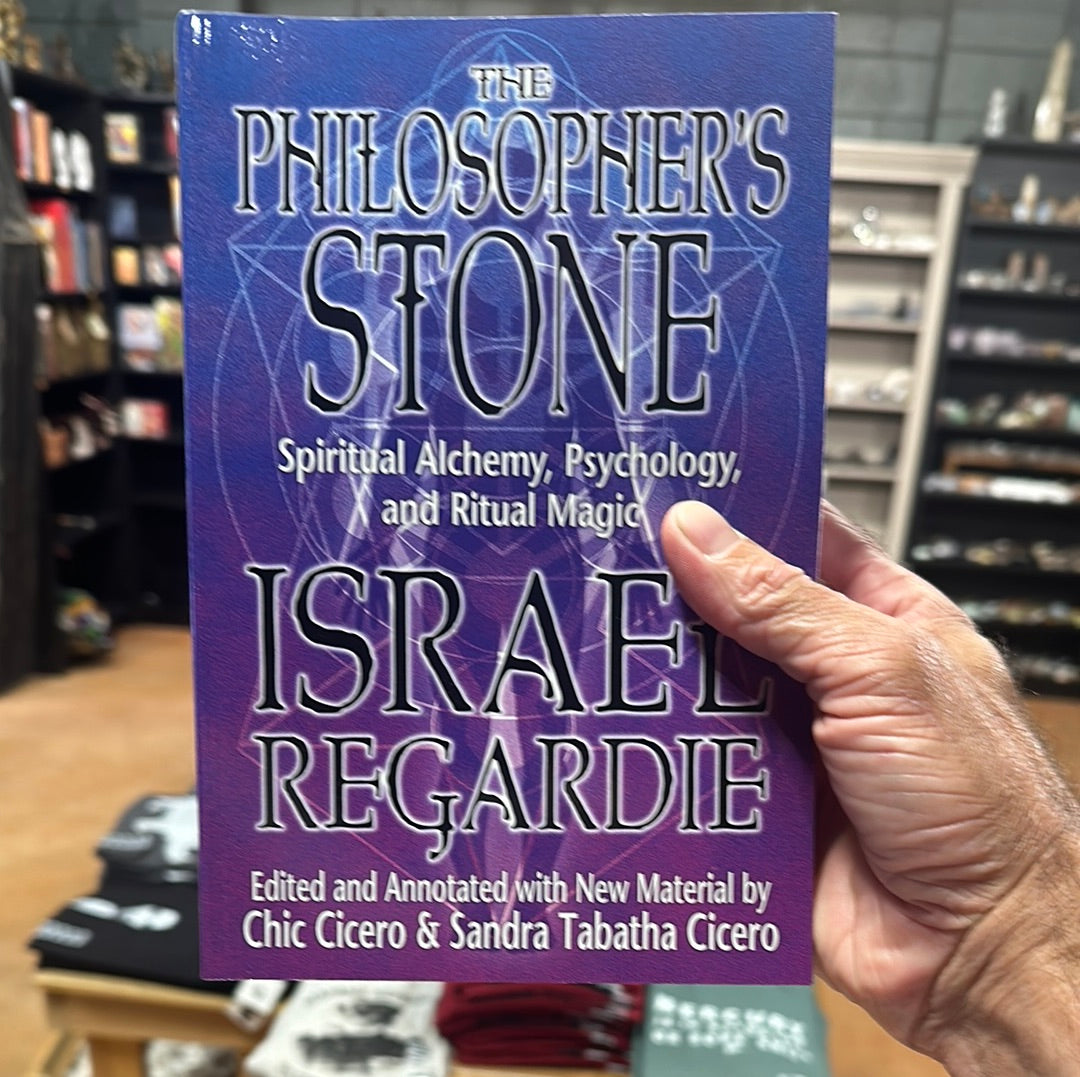 THE
PHILOSOPHER'S
STONE
Spiritual Alchemy, Psychology,
and Ritual Magic
ISRAEL
REGARDIE
Edited and Annotated with New Material by
Chic Cicero & Sandra Tabatha Cicero